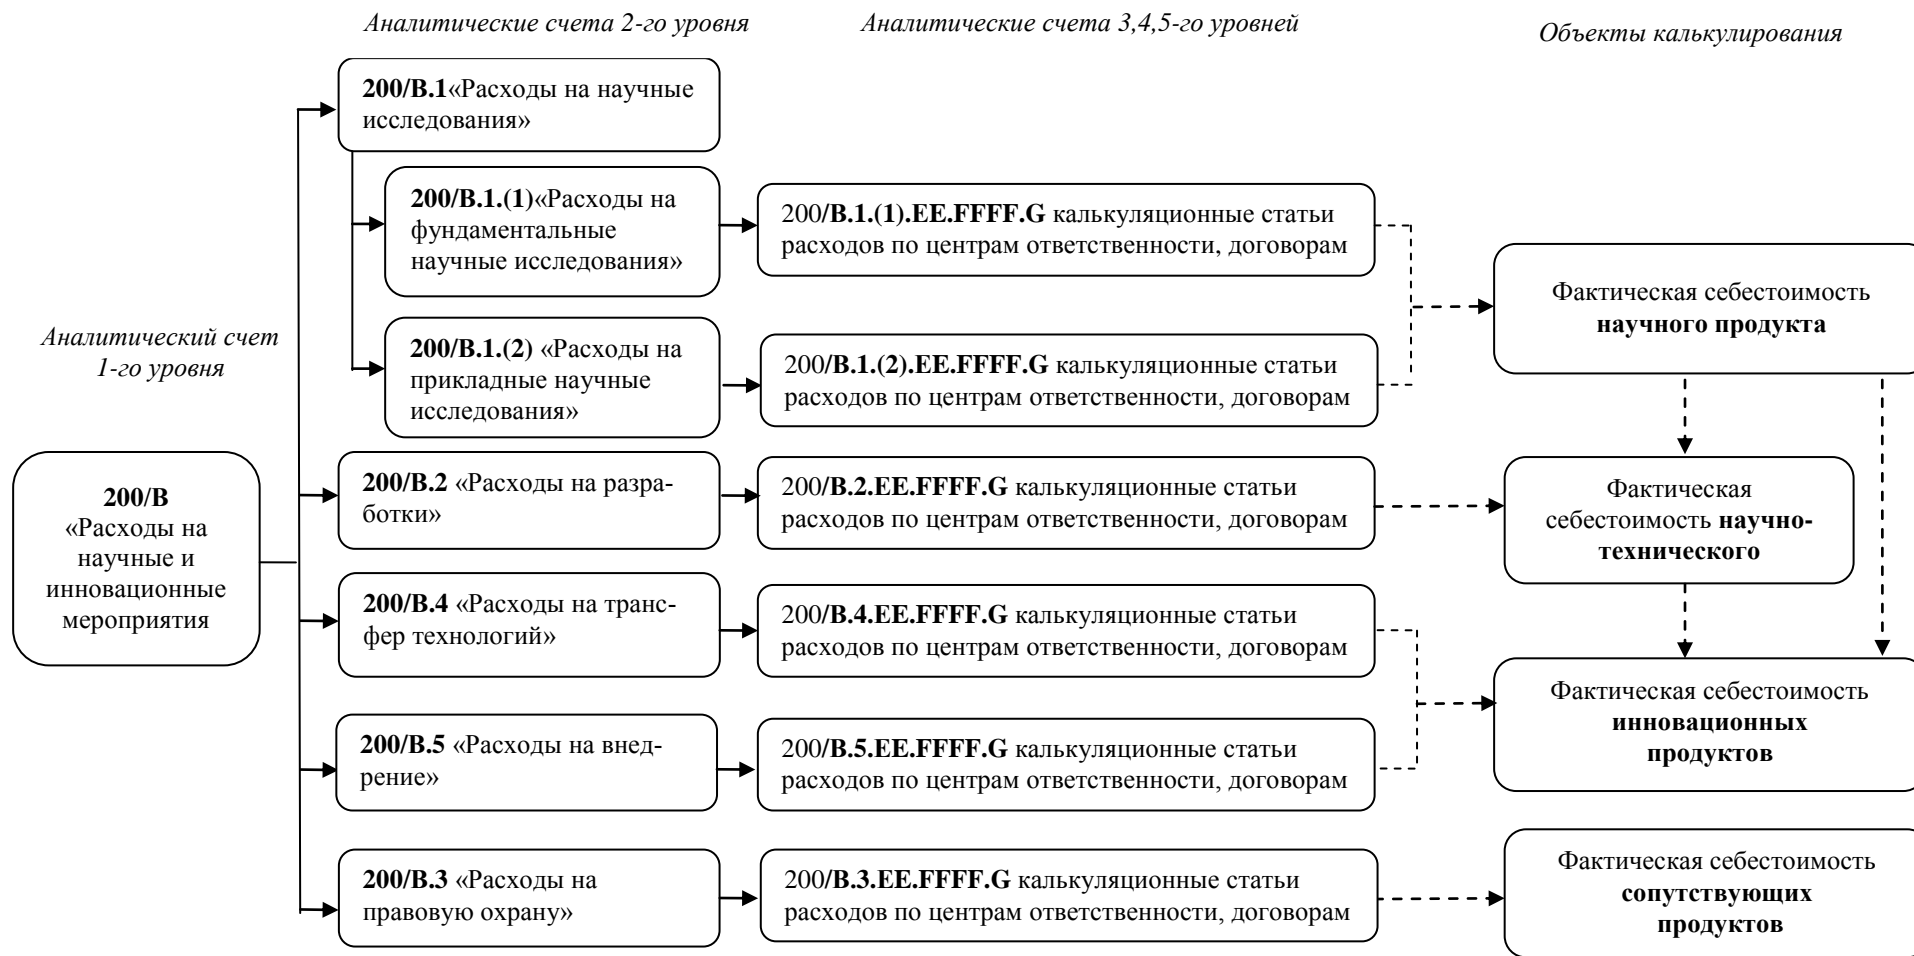 Аналитические счета 2-го уровня
Аналитические счета 3,4,5-го уровней
Объекты калькулирования
Аналитический счет
1-го уровня
200/В
«Расходы на
научные и
инновационные
мероприятия
200/В.1«Расходы на научные
исследования»
200/В.1.(1)«Расходы на
фундаментальные
научные исследования»
200/В.1.(1).EE.FFFF.G калькуляционные статьи
расходов по центрам ответственности, договорам
200/В.1.(2) «Расходы на
прикладные научные
исследования»
200/В.1.(2).EE.FFFF.G калькуляционные статьи
расходов по центрам ответственности, договорам
Фактическая себестоимость
научного продукта
200/В.2 «Расходы на разра-
ботки»
200/В.2.EE.FFFF.G калькуляционные статьи
расходов по центрам ответственности, договорам
Фактическая
себестоимость научно-
технического
200/В.4 «Расходы на транс-
фер технологий»
200/В.4.EE.FFFF.G калькуляционные статьи
расходов по центрам ответственности, договорам
200/В.5 «Расходы на внед-
рение»
200/В.5.EE.FFFF.G калькуляционные статьи
расходов по центрам ответственности, договорам
Фактическая себестоимость
инновационных
продуктов
200/В.3 «Расходы на
правовую охрану»
200/В.3.EE.FFFF.G калькуляционные статьи
расходов по центрам ответственности, договорам
Фактическая себестоимость
сопутствующих
продуктов